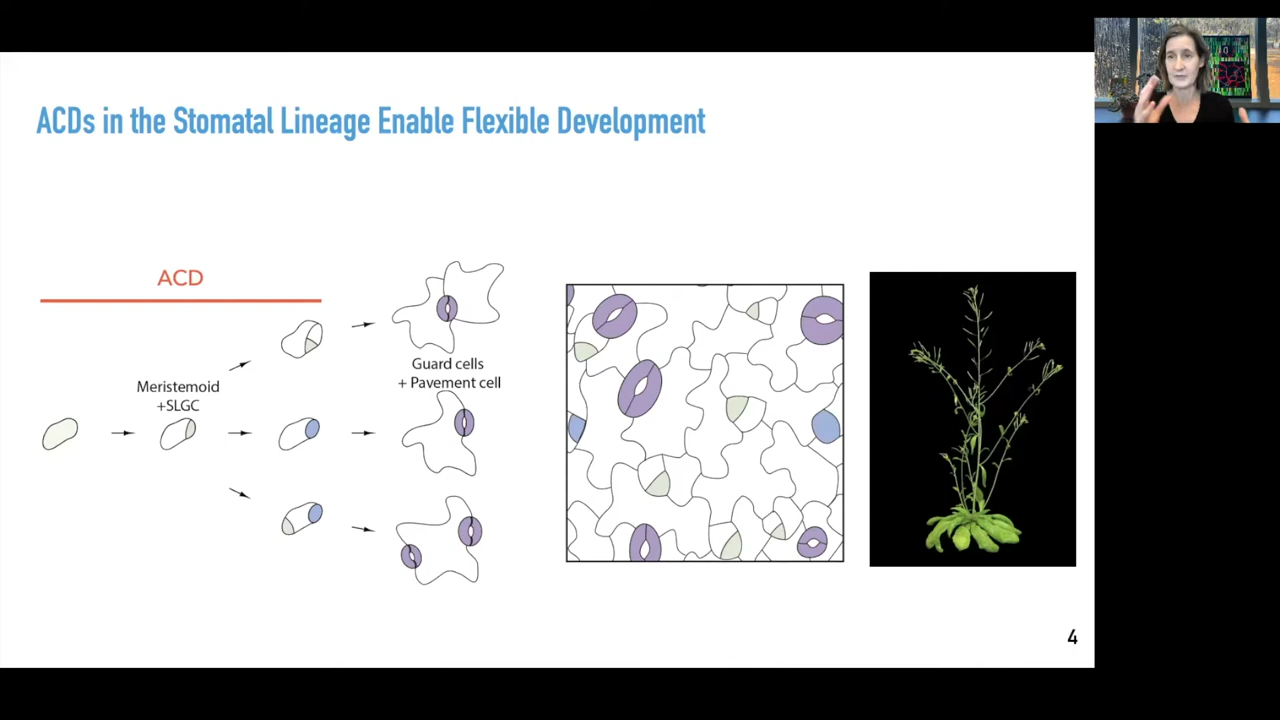 ACDs in the Stomatal Lineage Enable Flexible Development
ACD
Meristemoid
+SLGC
Guard cells
+ Pavement cell
4